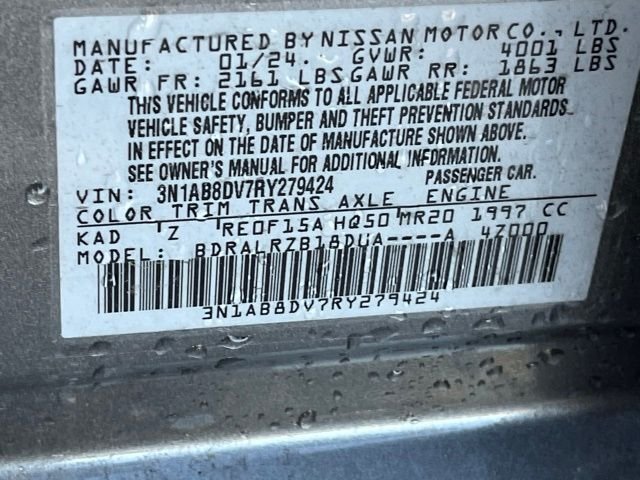 MANUFACTURED BY NISSAN MOTOR CO., LTD.
DATE: 01/24. GVWR: 4001 LBS
GAWR FR: 2161 LBS GAWR RR: 1863 LBS
THIS VEHICLE CONFORMS TO ALL APPLICABLE FEDERAL MOTOR
VEHICLE SAFETY, BUMPER AND THEFT PREVENTION STANDARDS
IN EFFECT ON THE DATE OF MANUFACTURE SHOWN ABOVE.
SEE OWNER'S MANUAL FOR ADDITIONAL INFORMATION.
VIN: 3N1AB8DV7RY279424 PASSENGER CAR.
COLOR TRIM TRANS AXLE ENGINE
KAD Z RE0F15A HQ50 MR20 1997 CC
MODEL: BDRALRZB18DUA----A 4Z000
3N1AB8DV7RY279424